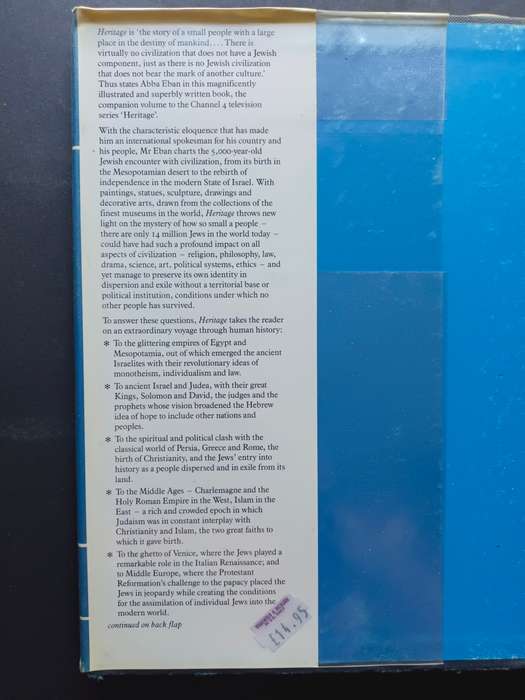 Heritage is 'the story of a small people with a large
place in the destiny of mankind.... There is
virtually no civilization that does not have a Jewish
component, just as there is no Jewish civilization
that does not bear the mark of another culture.'
Thus states Abba Eban in this magnificently
illustrated and superbly written book, the
companion volume to the Channel 4 television
series 'Heritage'.
With the characteristic eloquence that has made
him an international spokesman for his country and
his people, Mr Eban charts the 5,000-year-old
Jewish encounter with civilization, from its birth in
the Mesopotamian desert to the rebirth of
independence in the modern State of Israel. With
paintings, statues, sculpture, drawings and
decorative arts, drawn from the collections of the
finest museums in the world, Heritage throws new
light on the mystery of how so small a people –
there are only 14 million Jews in the world today –
could have had such a profound impact on all
aspects of civilization – religion, philosophy, law,
drama, science, art, political systems, ethics – and
yet manage to preserve its own identity in
dispersion and exile without a territorial base or
political institution, conditions under which no
other people has survived.
To answer these questions, Heritage takes the reader
on an extraordinary voyage through human history:
* To the glittering empires of Egypt and
Mesopotamia, out of which emerged the ancient
Israelites with their revolutionary ideas of
monotheism, individualism and law.
* To ancient Israel and Judea, with their great
Kings, Solomon and David, the judges and the
prophets whose vision broadened the Hebrew
idea of hope to include other nations and
peoples.
* To the spiritual and political clash with the
classical world of Persia, Greece and Rome, the
birth of Christianity, and the Jews' entry into
history as a people dispersed and in exile from its
land.
* To the Middle Ages – Charlemagne and the
Holy Roman Empire in the West, Islam in the
East – a rich and crowded epoch in which
Judaism was in constant interplay with
Christianity and Islam, the two great faiths to
which it gave birth.
* To the ghetto of Venice, where the Jews played a
remarkable role in the Italian Renaissance; and
to Middle Europe, where the Protestant
Reformation's challenge to the papacy placed the
Jews in jeopardy while creating the conditions
for the assimilation of individual Jews into the
modern world.
continued on back flap
£14.95